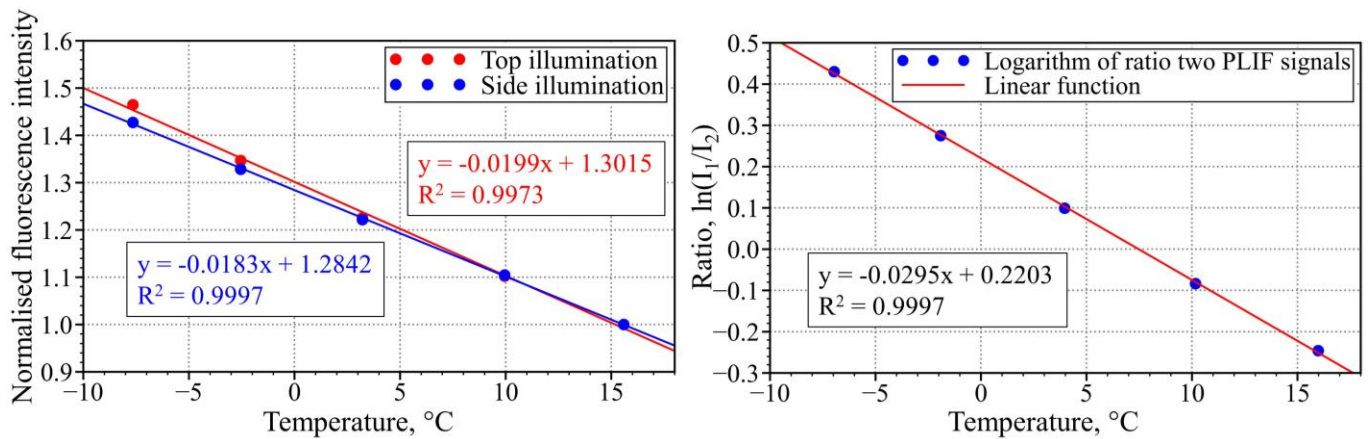 Normalised fluorescence intensity
1.6
1.5
1.4
1.3
1.2
1.1
1.0
0.9
Top illumination
Side illumination
y = -0.0199x + 1.3015
R² = 0.9973
y = -0.0183x + 1.2842
R² = 0.9997
−10 −5 0 5 10 15
Temperature, °C
Ratio, ln(I₁/I₂)
0.5
0.4
0.3
0.2
0.1
0.0
−0.1
−0.2
−0.3
Logarithm of ratio two PLIF signals
Linear function
y = -0.0295x + 0.2203
R² = 0.9997
−10 −5 0 5 10 15
Temperature, °C